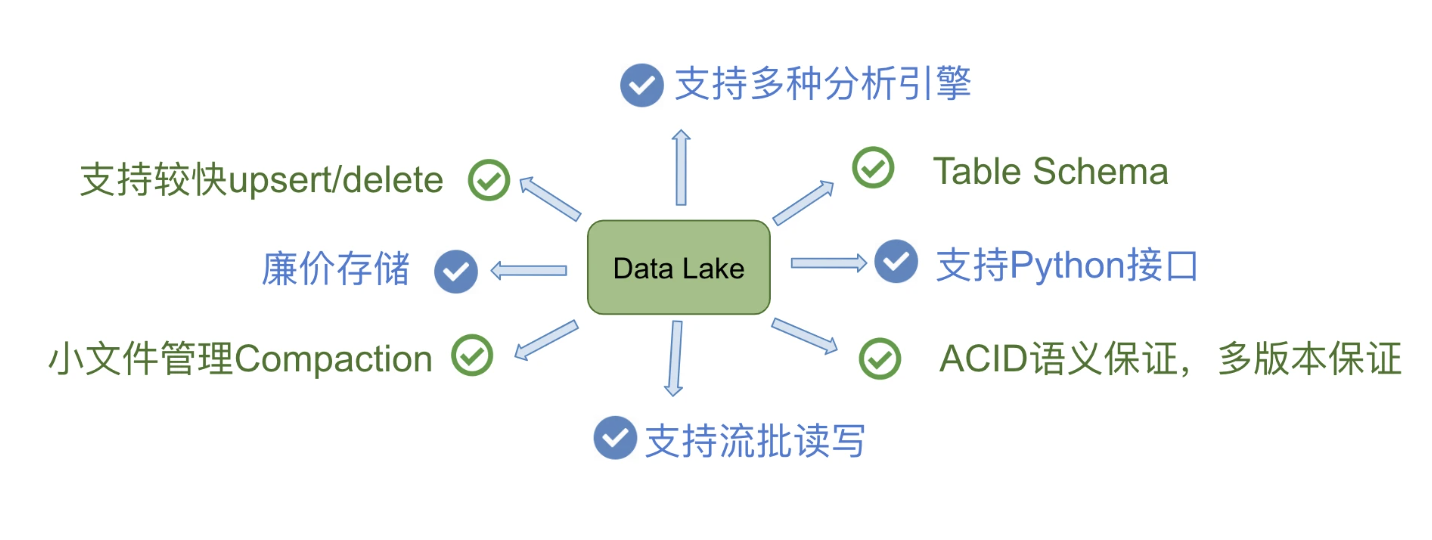 支持多种分析引擎
支持较快upsert/delete
Table Schema
廉价存储
Data Lake
支持Python接口
小文件管理Compaction
ACID语义保证，多版本保证
支持流批读写